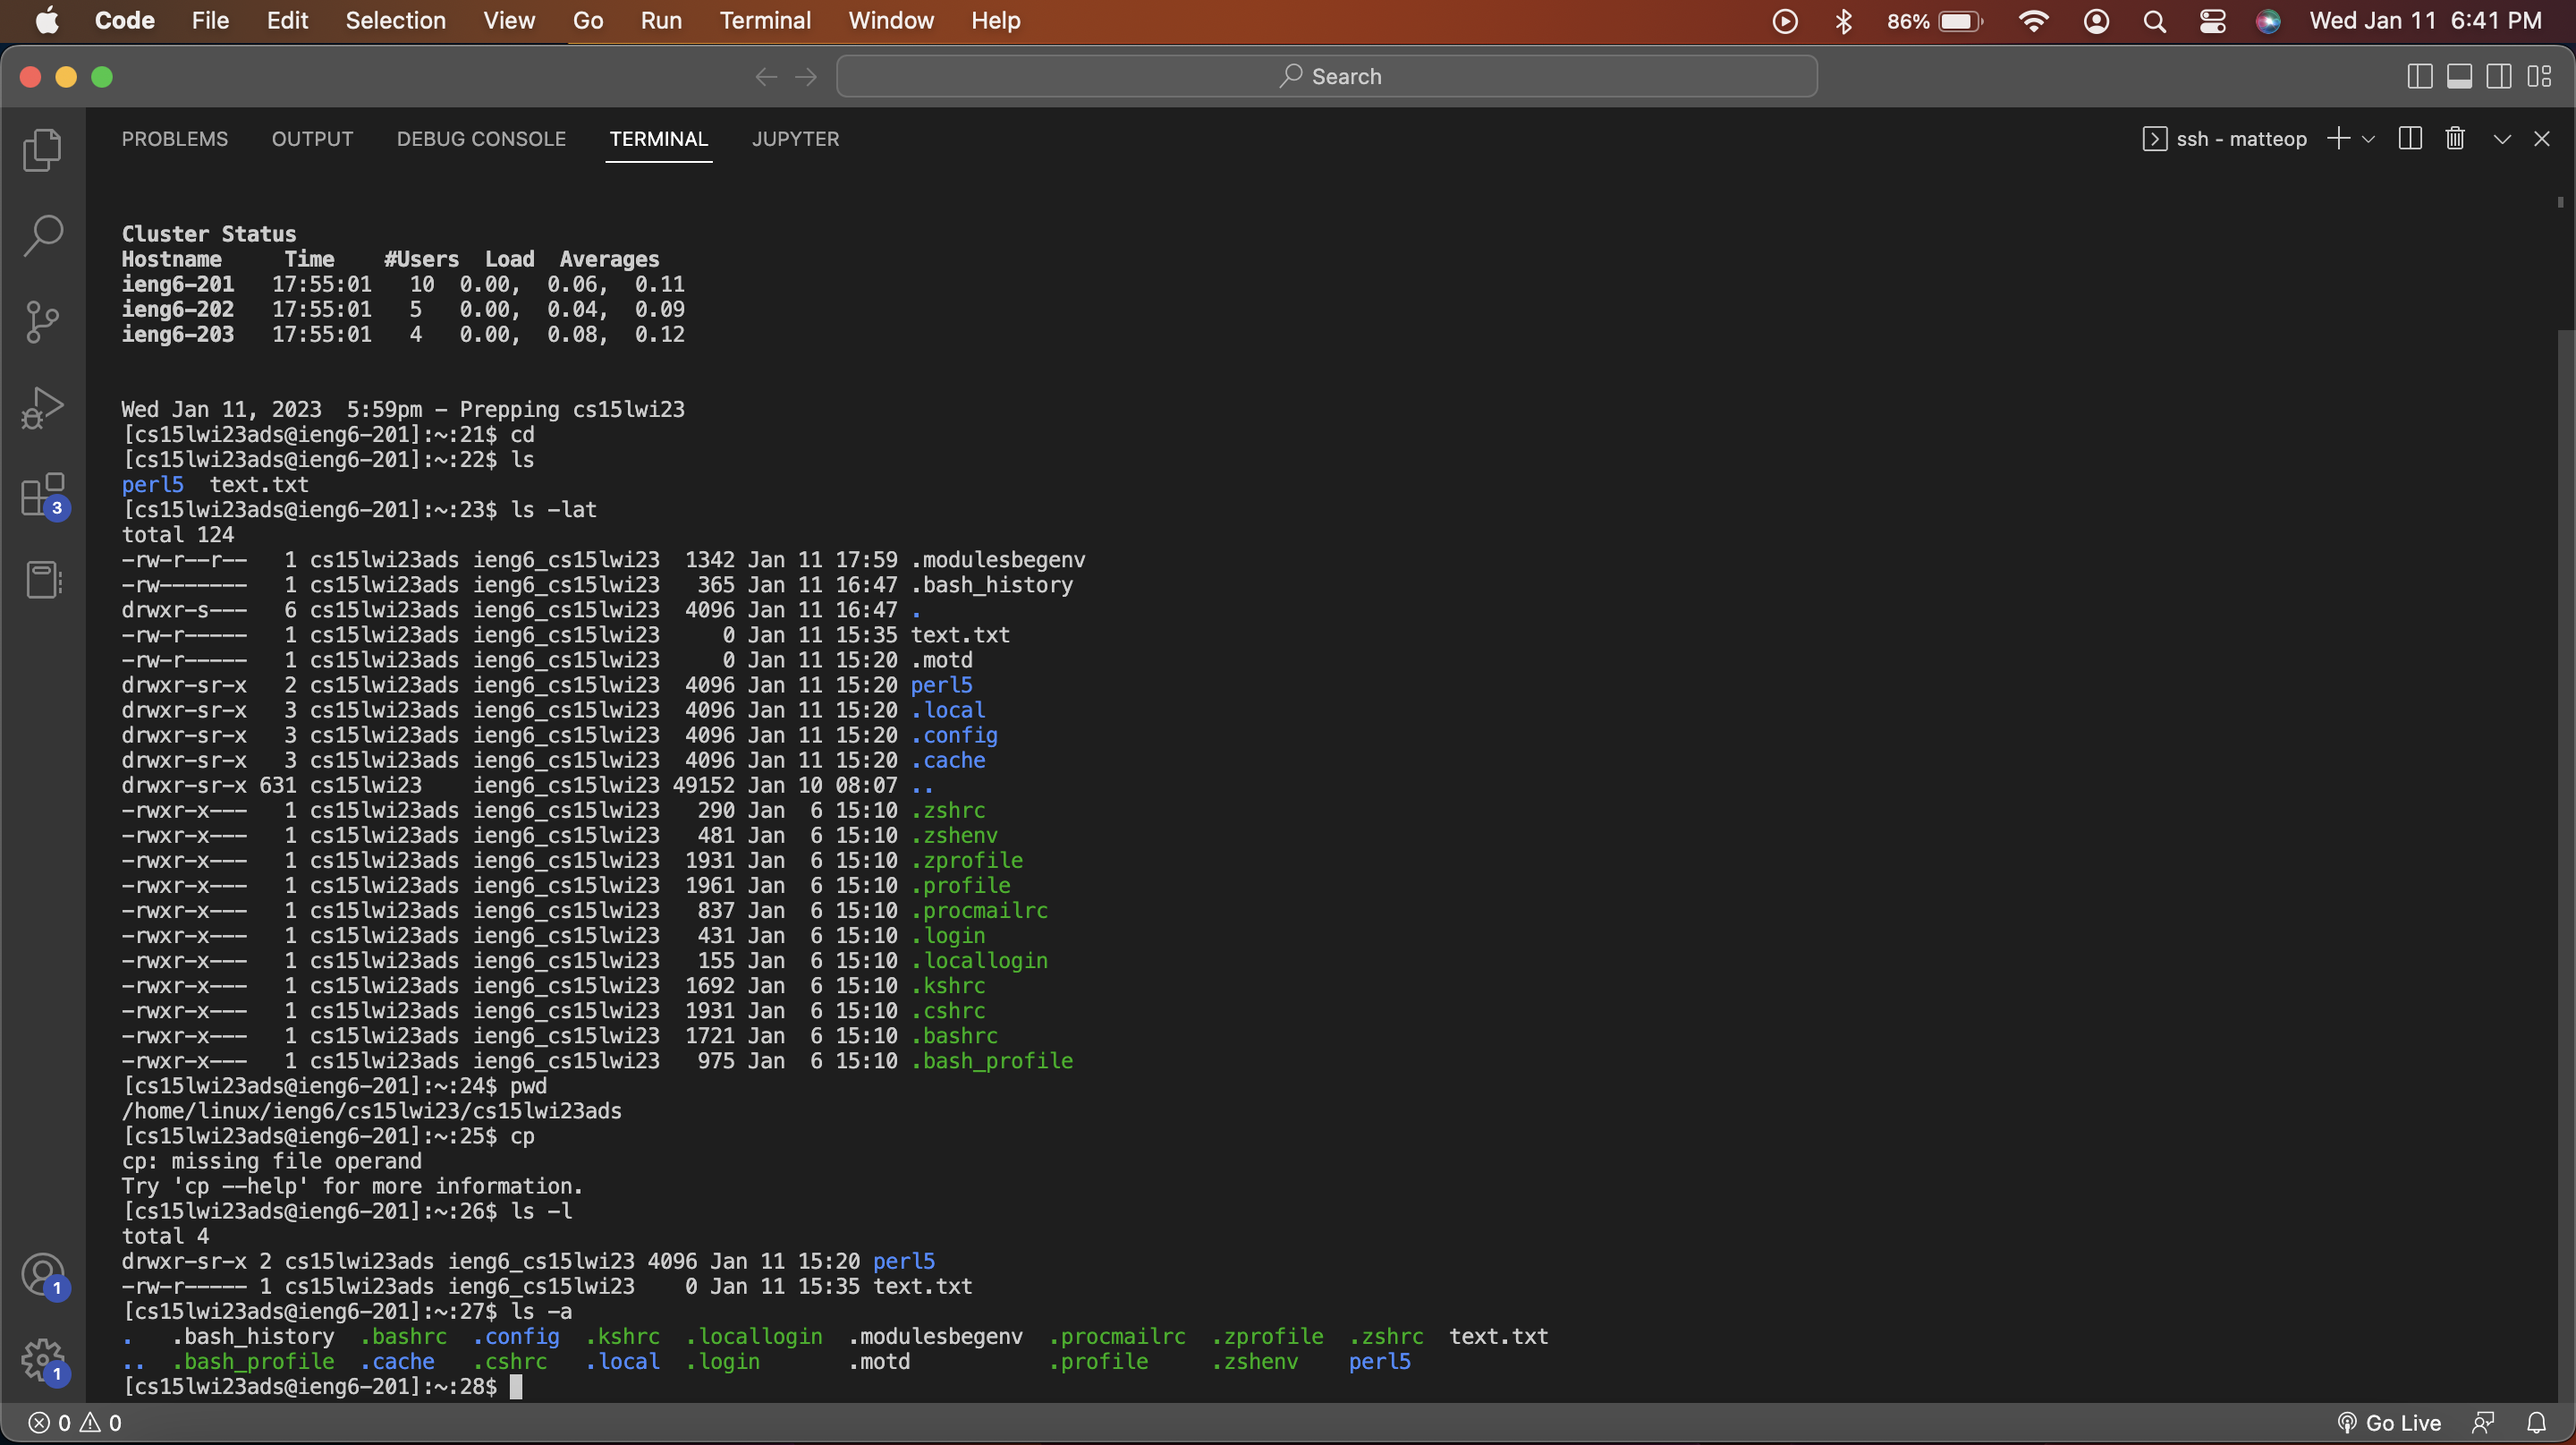 Code File Edit Selection View Go Run Terminal Window Help 86% Wed Jan 11 6:41 PM
Search
PROBLEMS OUTPUT DEBUG CONSOLE TERMINAL JUPYTER ssh - matteop
Cluster Status
Hostname     Time    #Users  Load  Averages
ieng6-201   17:55:01   10  0.00,  0.06,  0.11
ieng6-202   17:55:01   5   0.00,  0.04,  0.09
ieng6-203   17:55:01   4   0.00,  0.08,  0.12
Wed Jan 11, 2023  5:59pm - Prepping cs15lwi23
[cs15lwi23ads@ieng6-201]:~:21$ cd
[cs15lwi23ads@ieng6-201]:~:22$ ls
perl5  text.txt
[cs15lwi23ads@ieng6-201]:~:23$ ls -lat
total 124
-rw-r--r--   1 cs15lwi23ads ieng6_cs15lwi23  1342 Jan 11 17:59 .modulesbegenv
-rw-------   1 cs15lwi23ads ieng6_cs15lwi23   365 Jan 11 16:47 .bash_history
drwxr-s---   6 cs15lwi23ads ieng6_cs15lwi23  4096 Jan 11 16:47 .
-rw-r-----   1 cs15lwi23ads ieng6_cs15lwi23     0 Jan 11 15:35 text.txt
-rw-r-----   1 cs15lwi23ads ieng6_cs15lwi23     0 Jan 11 15:20 .motd
drwxr-sr-x   2 cs15lwi23ads ieng6_cs15lwi23  4096 Jan 11 15:20 perl5
drwxr-sr-x   3 cs15lwi23ads ieng6_cs15lwi23  4096 Jan 11 15:20 .local
drwxr-sr-x   3 cs15lwi23ads ieng6_cs15lwi23  4096 Jan 11 15:20 .config
drwxr-sr-x   3 cs15lwi23ads ieng6_cs15lwi23  4096 Jan 11 15:20 .cache
drwxr-sr-x 631 cs15lwi23    ieng6_cs15lwi23 49152 Jan 10 08:07 ..
-rwxr-x---   1 cs15lwi23ads ieng6_cs15lwi23   290 Jan  6 15:10 .zshrc
-rwxr-x---   1 cs15lwi23ads ieng6_cs15lwi23   481 Jan  6 15:10 .zshenv
-rwxr-x---   1 cs15lwi23ads ieng6_cs15lwi23  1931 Jan  6 15:10 .zprofile
-rwxr-x---   1 cs15lwi23ads ieng6_cs15lwi23  1961 Jan  6 15:10 .profile
-rwxr-x---   1 cs15lwi23ads ieng6_cs15lwi23   837 Jan  6 15:10 .procmailrc
-rwxr-x---   1 cs15lwi23ads ieng6_cs15lwi23   431 Jan  6 15:10 .login
-rwxr-x---   1 cs15lwi23ads ieng6_cs15lwi23   155 Jan  6 15:10 .locallogin
-rwxr-x---   1 cs15lwi23ads ieng6_cs15lwi23  1692 Jan  6 15:10 .kshrc
-rwxr-x---   1 cs15lwi23ads ieng6_cs15lwi23  1931 Jan  6 15:10 .cshrc
-rwxr-x---   1 cs15lwi23ads ieng6_cs15lwi23  1721 Jan  6 15:10 .bashrc
-rwxr-x---   1 cs15lwi23ads ieng6_cs15lwi23   975 Jan  6 15:10 .bash_profile
[cs15lwi23ads@ieng6-201]:~:24$ pwd
/home/linux/ieng6/cs15lwi23/cs15lwi23ads
[cs15lwi23ads@ieng6-201]:~:25$ cp
cp: missing file operand
Try 'cp --help' for more information.
[cs15lwi23ads@ieng6-201]:~:26$ ls -l
total 4
drwxr-sr-x 2 cs15lwi23ads ieng6_cs15lwi23 4096 Jan 11 15:20 perl5
-rw-r----- 1 cs15lwi23ads ieng6_cs15lwi23    0 Jan 11 15:35 text.txt
[cs15lwi23ads@ieng6-201]:~:27$ ls -a
.   .bash_history  .bashrc  .config  .kshrc  .locallogin  .modulesbegenv  .procmailrc  .zprofile  .zshrc  text.txt
..  .bash_profile  .cache   .cshrc   .local  .login       .motd           .profile     .zshenv    perl5
[cs15lwi23ads@ieng6-201]:~:28$
3
1
1
0 0 Go Live